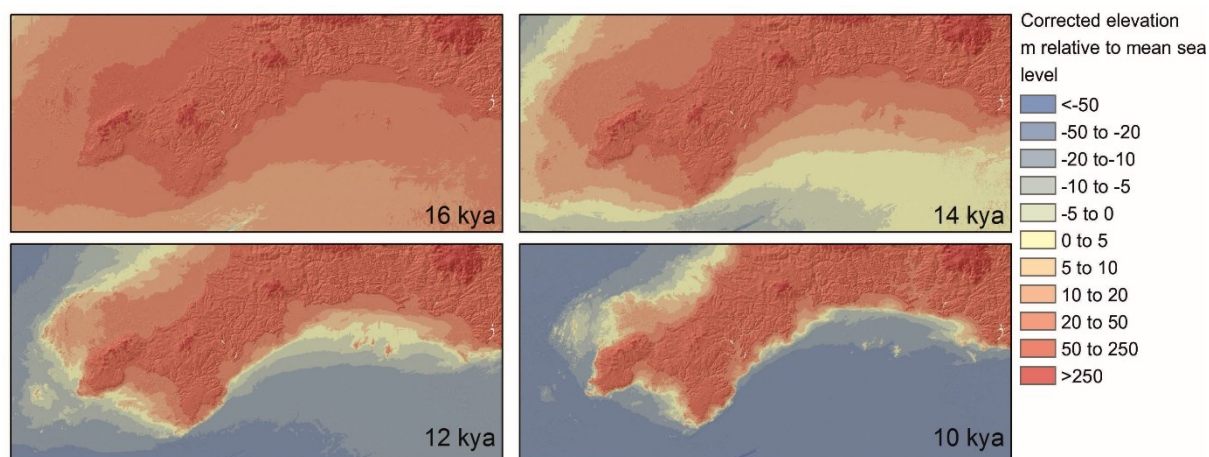 16 kya
14 kya
12 kya
10 kya
Corrected elevation
m relative to mean sea
level
<-50
-50 to -20
-20 to-10
-10 to -5
-5 to 0
0 to 5
5 to 10
10 to 20
20 to 50
50 to 250
>250